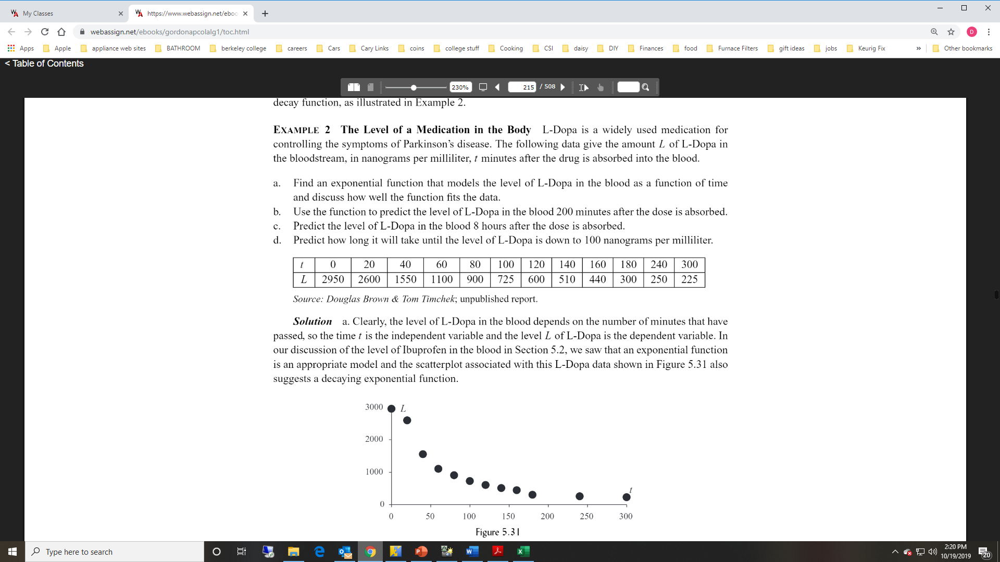 My Classes
https://www.webassign.net/eboo
webassign.net/ebooks/gordonapcolalg1/toc.html
D
Apps Apple appliance web sites BATHROOM berkeley college careers Cars Cary Links coins college stuff Cooking CSI daisy DIY Finances food Furnace Filters gift ideas jobs Keurig Fix » Other bookmarks
< Table of Contents
230% 215 / 508
decay function, as illustrated in Example 2.
EXAMPLE 2 The Level of a Medication in the Body L-Dopa is a widely used medication for
controlling the symptoms of Parkinson's disease. The following data give the amount L of L-Dopa in
the bloodstream, in nanograms per milliliter, t minutes after the drug is absorbed into the blood.
a. Find an exponential function that models the level of L-Dopa in the blood as a function of time
and discuss how well the function fits the data.
b. Use the function to predict the level of L-Dopa in the blood 200 minutes after the dose is absorbed.
c. Predict the level of L-Dopa in the blood 8 hours after the dose is absorbed.
d. Predict how long it will take until the level of L-Dopa is down to 100 nanograms per milliliter.
t 0 20 40 60 80 100 120 140 160 180 240 300
L 2950 2600 1550 1100 900 725 600 510 440 300 250 225
Source: Douglas Brown & Tom Timchek; unpublished report.
Solution a. Clearly, the level of L-Dopa in the blood depends on the number of minutes that have
passed, so the time t is the independent variable and the level L of L-Dopa is the dependent variable. In
our discussion of the level of Ibuprofen in the blood in Section 5.2, we saw that an exponential function
is an appropriate model and the scatterplot associated with this L-Dopa data shown in Figure 5.31 also
suggests a decaying exponential function.
3000 L
2000
1000
t
0
0 50 100 150 200 250 300
Figure 5.31
Type here to search
2:20 PM
10/19/2019
20